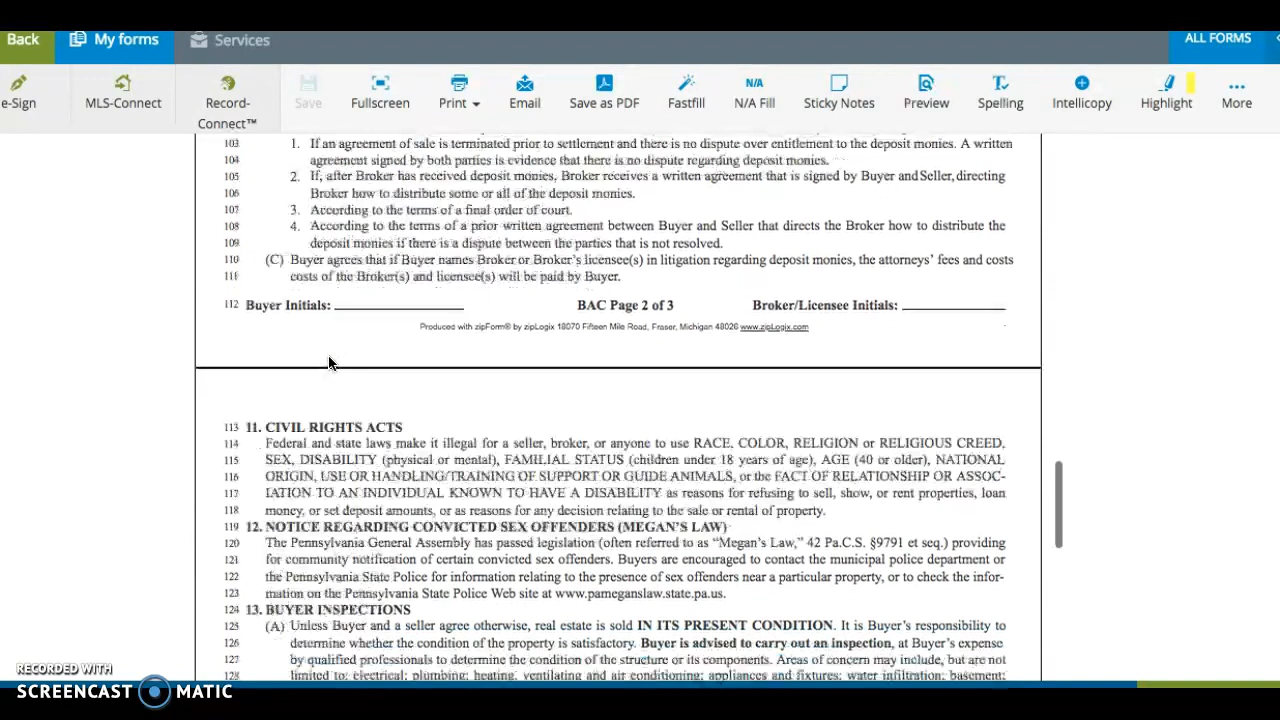 Back
My forms
Services
ALL FORMS
e-Sign
MLS-Connect
Record-
Connect™
Save
Fullscreen
Print
Email
Save as PDF
Fastfill
N/A
N/A Fill
Sticky Notes
Preview
Spelling
Intellicopy
Highlight
More
103 1. If an agreement of sale is terminated prior to settlement and there is no dispute over entitlement to the deposit monies. A written
104 agreement signed by both parties is evidence that there is no dispute regarding deposit monies.
105 2. If, after Broker has received deposit monies, Broker receives a written agreement that is signed by Buyer and Seller, directing
106 Broker how to distribute some or all of the deposit monies.
107 3. According to the terms of a final order of court.
108 4. According to the terms of a prior written agreement between Buyer and Seller that directs the Broker how to distribute the
109 deposit monies if there is a dispute between the parties that is not resolved.
110 (C) Buyer agrees that if Buyer names Broker or Broker's licensee(s) in litigation regarding deposit monies, the attorneys' fees and costs
111 costs of the Broker(s) and licensee(s) will be paid by Buyer.
112 Buyer Initials: BAC Page 2 of 3 Broker/Licensee Initials:
Produced with zipForm® by zipLogix 18070 Fifteen Mile Road, Fraser, Michigan 48026 www.zipLogix.com
113 11. CIVIL RIGHTS ACTS
114 Federal and state laws make it illegal for a seller, broker, or anyone to use RACE, COLOR, RELIGION or RELIGIOUS CREED,
115 SEX, DISABILITY (physical or mental), FAMILIAL STATUS (children under 18 years of age), AGE (40 or older), NATIONAL
116 ORIGIN, USE OR HANDLING/TRAINING OF SUPPORT OR GUIDE ANIMALS, or the FACT OF RELATIONSHIP OR ASSOC-
117 IATION TO AN INDIVIDUAL KNOWN TO HAVE A DISABILITY as reasons for refusing to sell, show, or rent properties, loan
118 money, or set deposit amounts, or as reasons for any decision relating to the sale or rental of property.
119 12. NOTICE REGARDING CONVICTED SEX OFFENDERS (MEGAN'S LAW)
120 The Pennsylvania General Assembly has passed legislation (often referred to as “Megan's Law,” 42 Pa.C.S. §9791 et seq.) providing
121 for community notification of certain convicted sex offenders. Buyers are encouraged to contact the municipal police department or
122 the Pennsylvania State Police for information relating to the presence of sex offenders near a particular property, or to check the infor-
123 mation on the Pennsylvania State Police Web site at www.pameganslaw.state.pa.us.
124 13. BUYER INSPECTIONS
125 (A) Unless Buyer and a seller agree otherwise, real estate is sold IN ITS PRESENT CONDITION. It is Buyer's responsibility to
126 determine whether the condition of the property is satisfactory. Buyer is advised to carry out an inspection, at Buyer's expense
127 by qualified professionals to determine the condition of the structure or its components. Areas of concern may include, but are not
128 limited to: electrical; plumbing; heating, ventilating and air conditioning; appliances and fixtures; water infiltration; basement;
RECORDED WITH
SCREENCAST MATIC